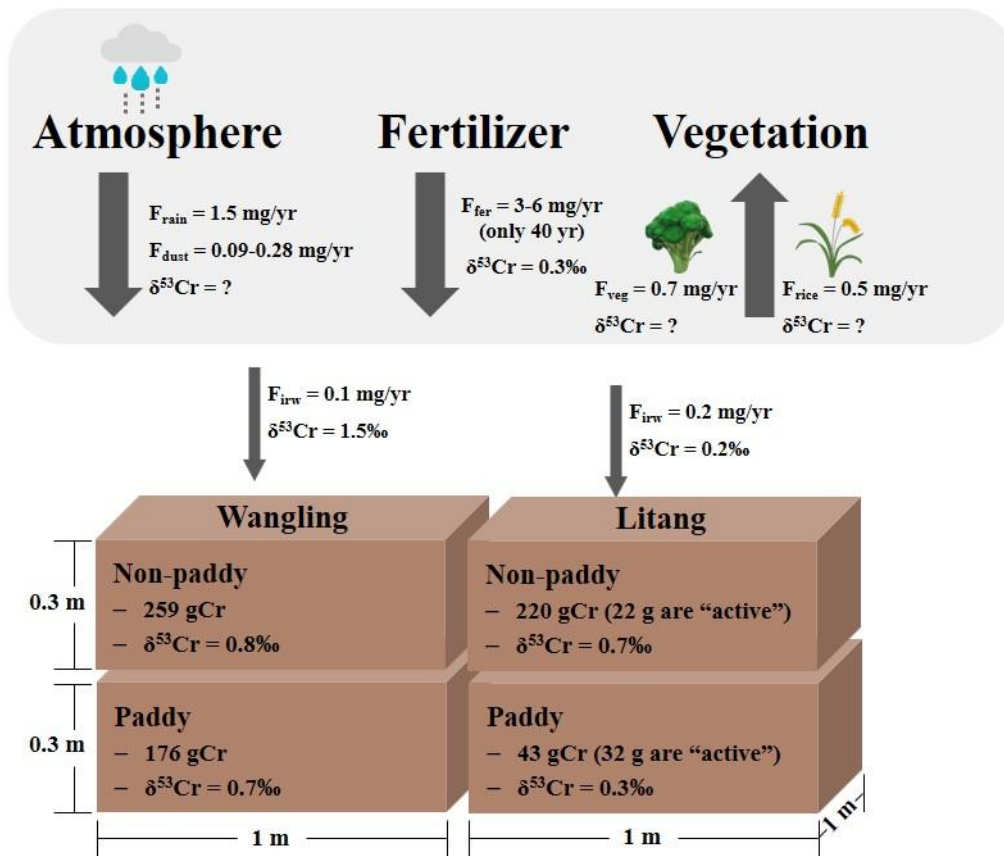 Atmosphere
F_rain = 1.5 mg/yr
F_dust = 0.09-0.28 mg/yr
δ⁵³Cr = ?
Fertilizer
F_fer = 3-6 mg/yr
(only 40 yr)
δ⁵³Cr = 0.3‰
Vegetation
F_veg = 0.7 mg/yr
δ⁵³Cr = ?
F_rice = 0.5 mg/yr
δ⁵³Cr = ?
F_irw = 0.1 mg/yr
δ⁵³Cr = 1.5‰
F_irw = 0.2 mg/yr
δ⁵³Cr = 0.2‰
Wangling
Non-paddy
– 259 gCr
– δ⁵³Cr = 0.8‰
Paddy
– 176 gCr
– δ⁵³Cr = 0.7‰
Litang
Non-paddy
– 220 gCr (22 g are “active”)
– δ⁵³Cr = 0.7‰
Paddy
– 43 gCr (32 g are “active”)
– δ⁵³Cr = 0.3‰
0.3 m
0.3 m
1 m
1 m
1 m